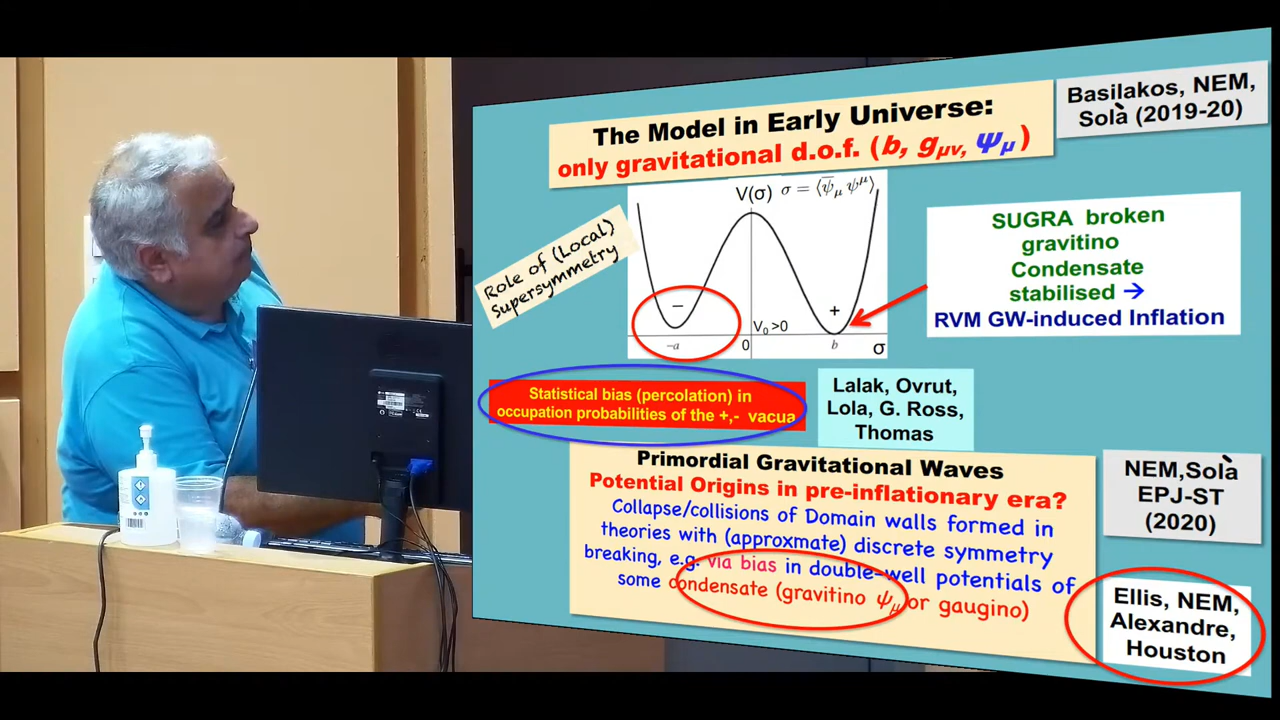 The Model in Early Universe:
only gravitational d.o.f. (b, gμν, ψμ)
Basilakos, NEM,
Solà (2019-20)
V(σ) σ = ⟨ψ̅μ ψμ⟩
Role of (Local)
Supersymmetry
− +
V₀ >0
-a 0 b σ
SUGRA broken
gravitino
Condensate
stabilised →
RVM GW-induced Inflation
Statistical bias (percolation) in
occupation probabilities of the +,- vacua
Lalak, Ovrut,
Lola, G. Ross,
Thomas
Primordial Gravitational Waves
Potential Origins in pre-inflationary era?
Collapse/collisions of Domain walls formed in
theories with (approxmate) discrete symmetry
breaking, e.g. via bias in double-well potentials of
some condensate (gravitino ψμ or gaugino)
NEM,Solà
EPJ-ST
(2020)
Ellis, NEM,
Alexandre,
Houston